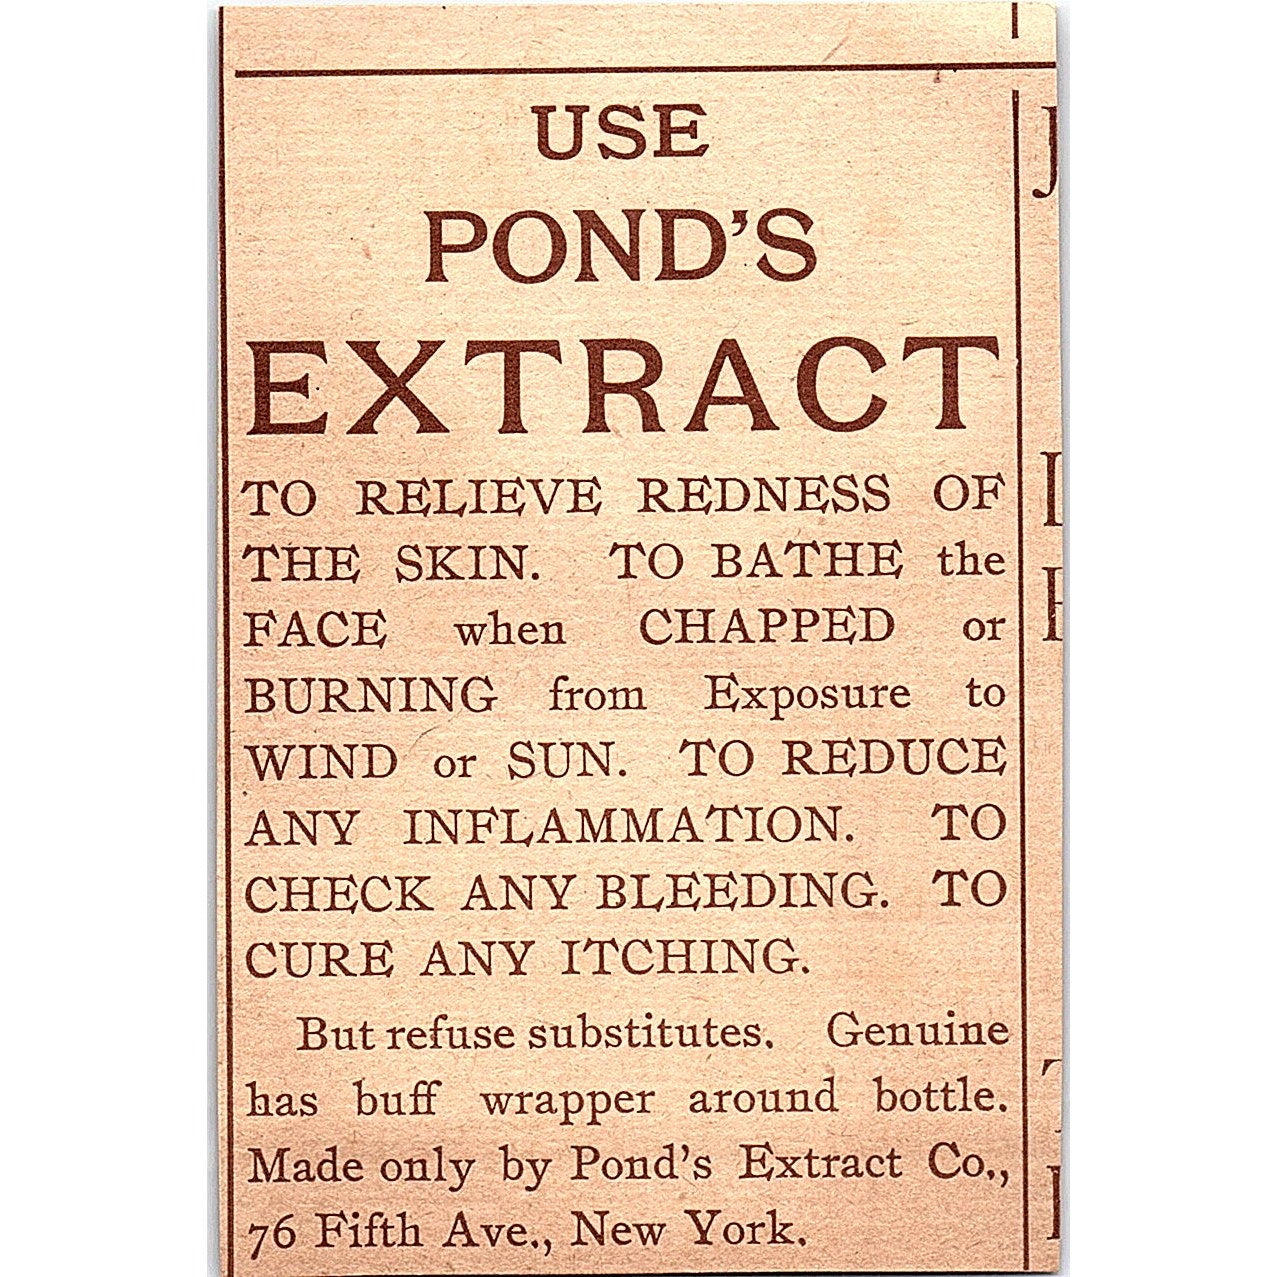 USE
POND'S
EXTRACT
TO RELIEVE REDNESS OF
THE SKIN. TO BATHE the
FACE when CHAPPED or
BURNING from Exposure to
WIND or SUN. TO REDUCE
ANY INFLAMMATION. TO
CHECK ANY BLEEDING. TO
CURE ANY ITCHING.
But refuse substitutes. Genuine
has buff wrapper around bottle.
Made only by Pond's Extract Co.,
76 Fifth Ave., New York.